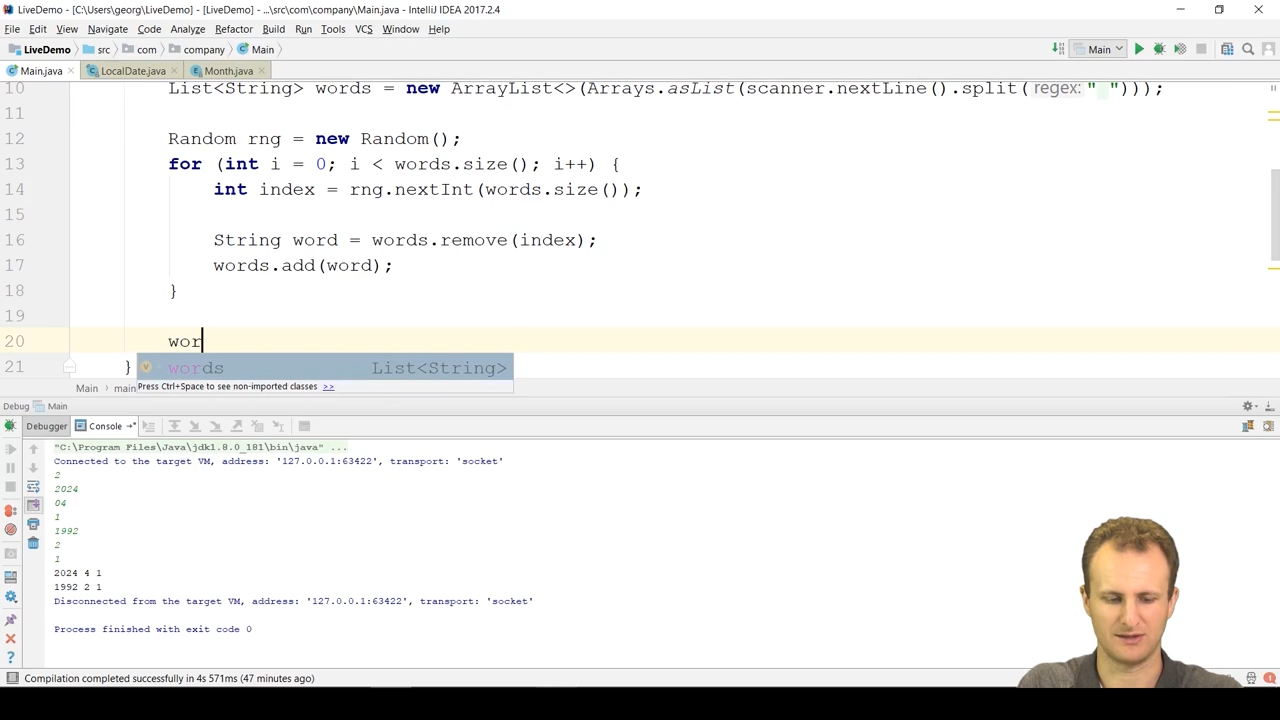 LiveDemo - [C:\Users\georg\LiveDemo] - [LiveDemo] - ...\src\com\company\Main.java - IntelliJ IDEA 2017.2.4
File Edit View Navigate Code Analyze Refactor Build Run Tools VCS Window Help
LiveDemo src com company Main Main
Main.java LocalDate.java Month.java
10 List<String> words = new ArrayList<>(Arrays.asList(scanner.nextLine().split( regex: " ")));
11
12 Random rng = new Random();
13 for (int i = 0; i < words.size(); i++) {
14 int index = rng.nextInt(words.size());
15
16 String word = words.remove(index);
17 words.add(word);
18 }
19
20 wor
words List<String>
21 }
Press Ctrl+Space to see non-imported classes >>
Main main
Debug Main
Debugger Console
"C:\Program Files\Java\jdk1.8.0_181\bin\java" ...
Connected to the target VM, address: '127.0.0.1:63422', transport: 'socket'
2
2024
04
1
1992
2
1
2024 4 1
1992 2 1
Disconnected from the target VM, address: '127.0.0.1:63422', transport: 'socket'
Process finished with exit code 0
Compilation completed successfully in 4s 571ms (47 minutes ago)